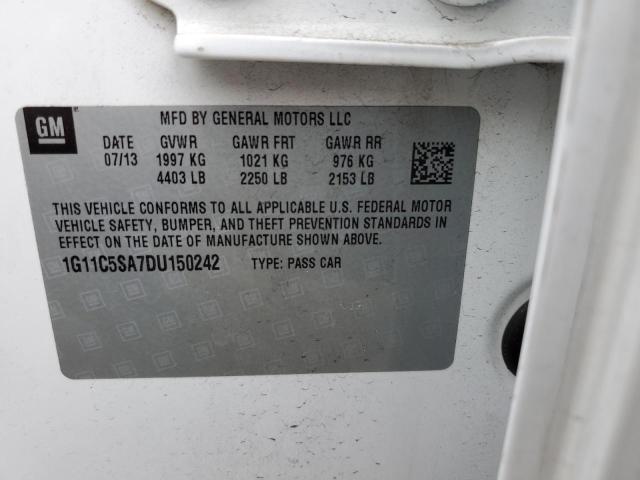 GM
MFD BY GENERAL MOTORS LLC
DATE GVWR GAWR FRT GAWR RR
07/13 1997 KG 1021 KG 976 KG
4403 LB 2250 LB 2153 LB
THIS VEHICLE CONFORMS TO ALL APPLICABLE U.S. FEDERAL MOTOR
VEHICLE SAFETY, BUMPER, AND THEFT PREVENTION STANDARDS IN
EFFECT ON THE DATE OF MANUFACTURE SHOWN ABOVE.
1G11C5SA7DU150242 TYPE: PASS CAR